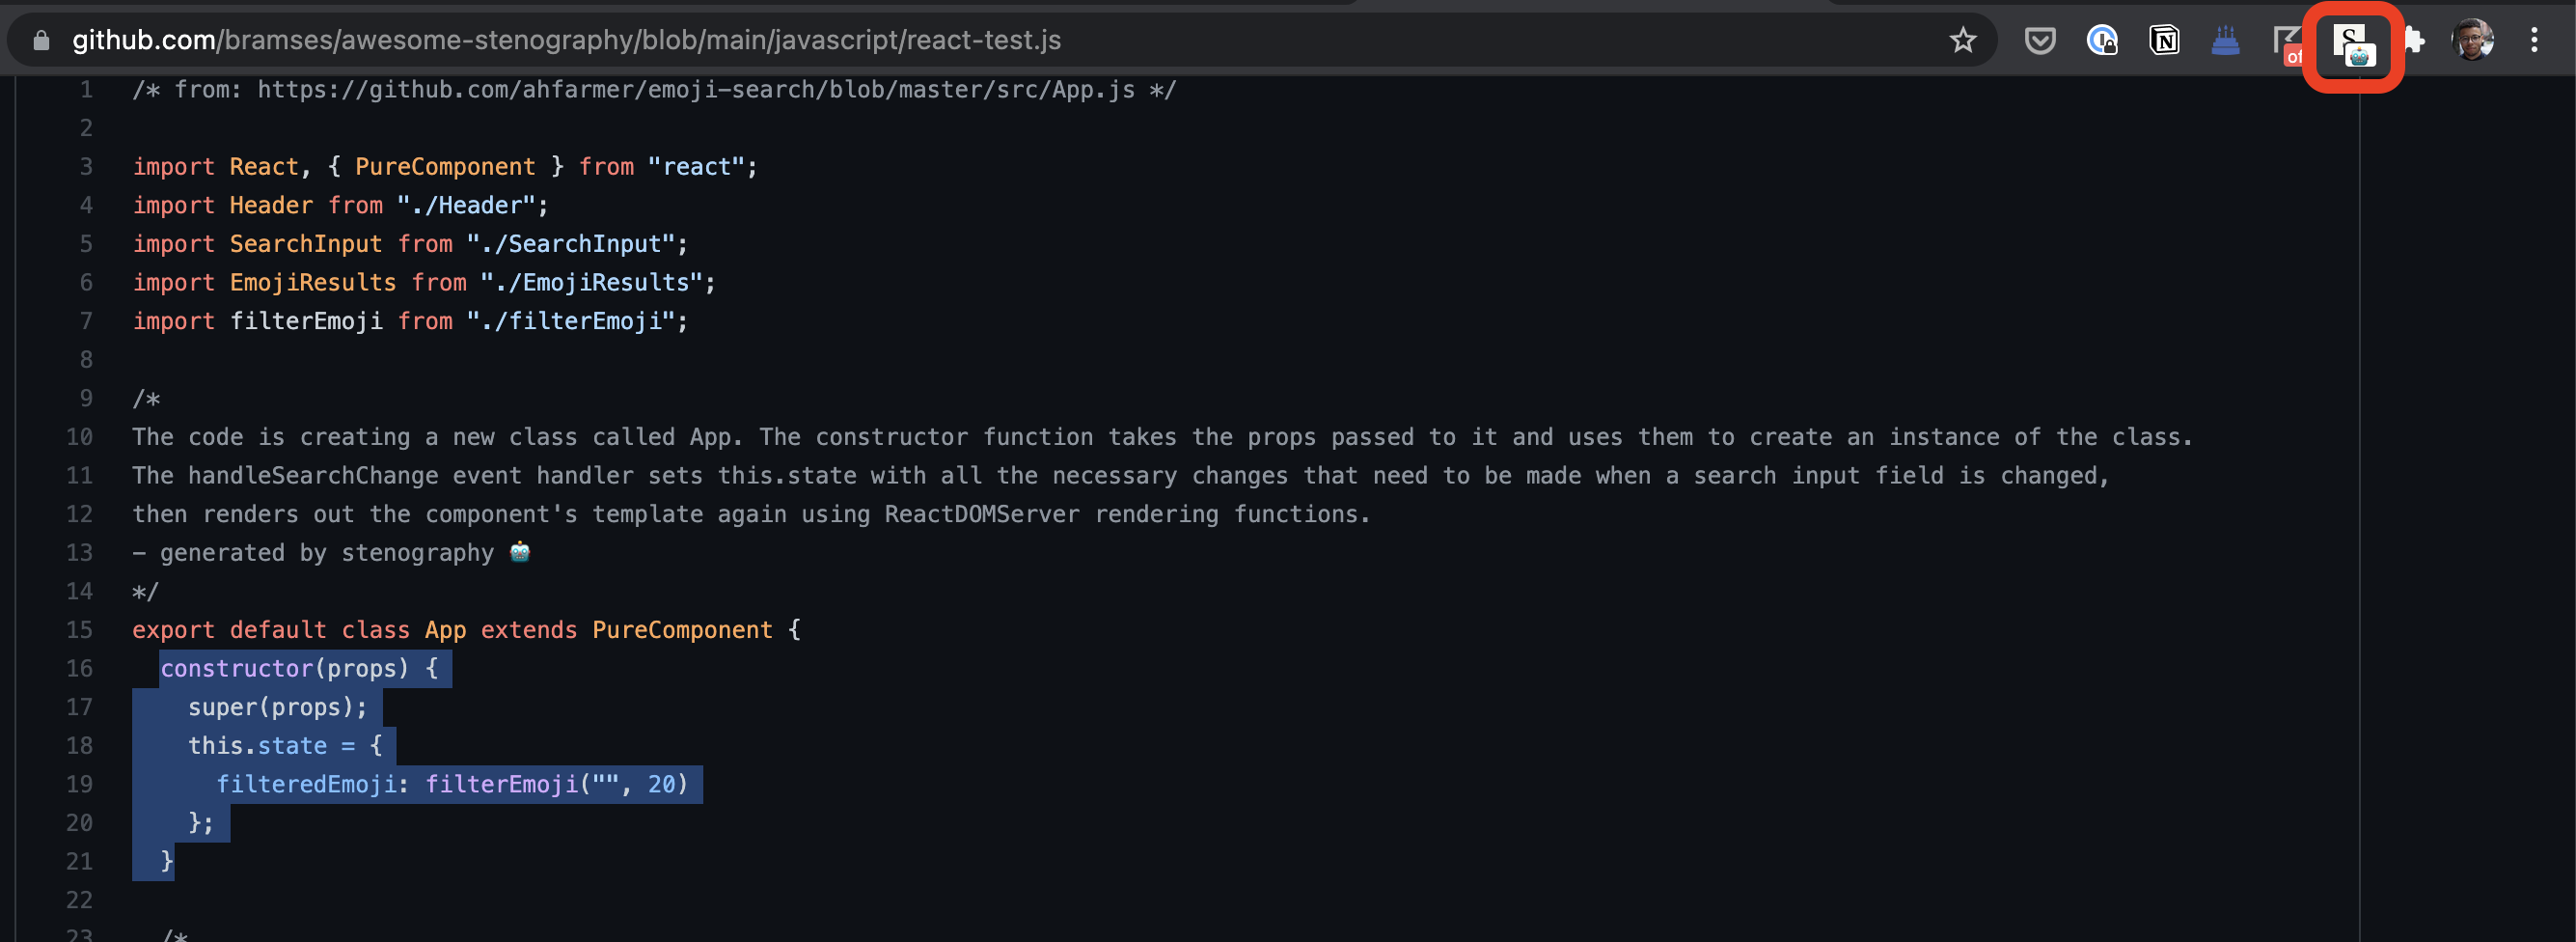 github.com/bramses/awesome-stenography/blob/main/javascript/react-test.js
of
S
1 /* from: https://github.com/ahfarmer/emoji-search/blob/master/src/App.js */
2
3 import React, { PureComponent } from "react";
4 import Header from "./Header";
5 import SearchInput from "./SearchInput";
6 import EmojiResults from "./EmojiResults";
7 import filterEmoji from "./filterEmoji";
8
9 /*
10 The code is creating a new class called App. The constructor function takes the props passed to it and uses them to create an instance of the class.
11 The handleSearchChange event handler sets this.state with all the necessary changes that need to be made when a search input field is changed,
12 then renders out the component's template again using ReactDOMServer rendering functions.
13 – generated by stenography 🤖
14 */
15 export default class App extends PureComponent {
16   constructor(props) {
17     super(props);
18     this.state = {
19       filteredEmoji: filterEmoji("", 20)
20     };
21   }
22
23   /*